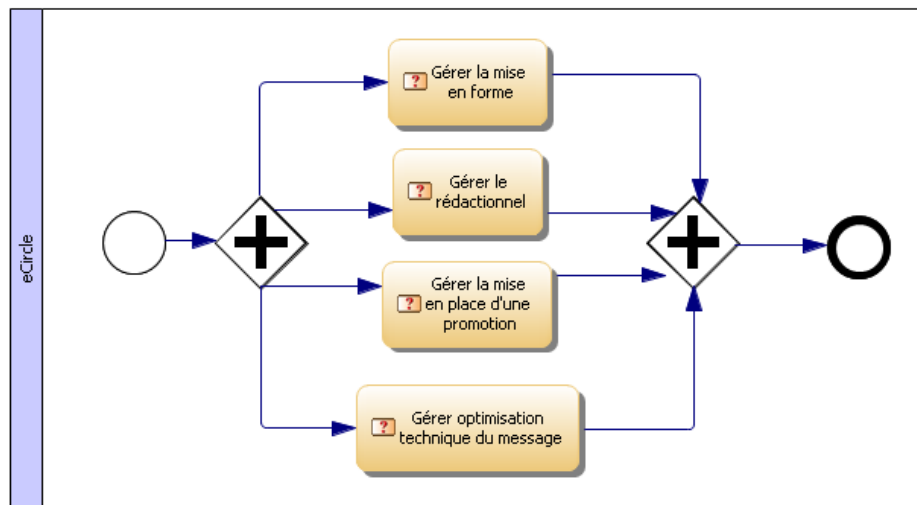 eCircle
Gérer la mise
en forme
Gérer le
rédactionnel
Gérer la mise
en place d'une
promotion
Gérer optimisation
technique du message